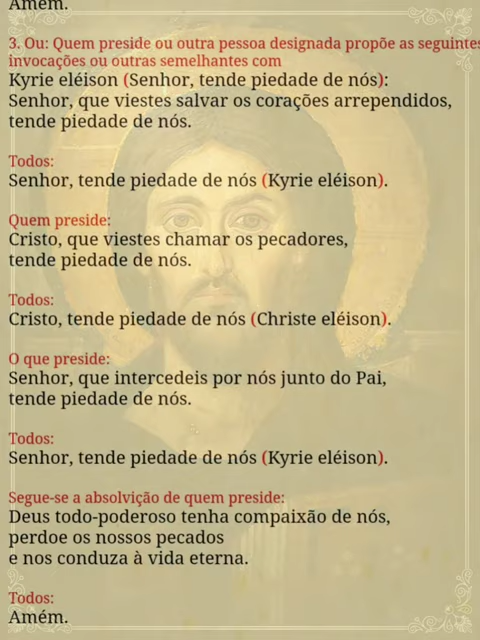 Amém.
3. Ou: Quem preside ou outra pessoa designada propõe as seguintes
invocações ou outras semelhantes com
Kyrie eléison (Senhor, tende piedade de nós):
Senhor, que viestes salvar os corações arrependidos,
tende piedade de nós.
Todos:
Senhor, tende piedade de nós (Kyrie eléison).
Quem preside:
Cristo, que viestes chamar os pecadores,
tende piedade de nós.
Todos:
Cristo, tende piedade de nós (Christe eléison).
O que preside:
Senhor, que intercedeis por nós junto do Pai,
tende piedade de nós.
Todos:
Senhor, tende piedade de nós (Kyrie eléison).
Segue-se a absolvição de quem preside:
Deus todo-poderoso tenha compaixão de nós,
perdoe os nossos pecados
e nos conduza à vida eterna.
Todos:
Amém.